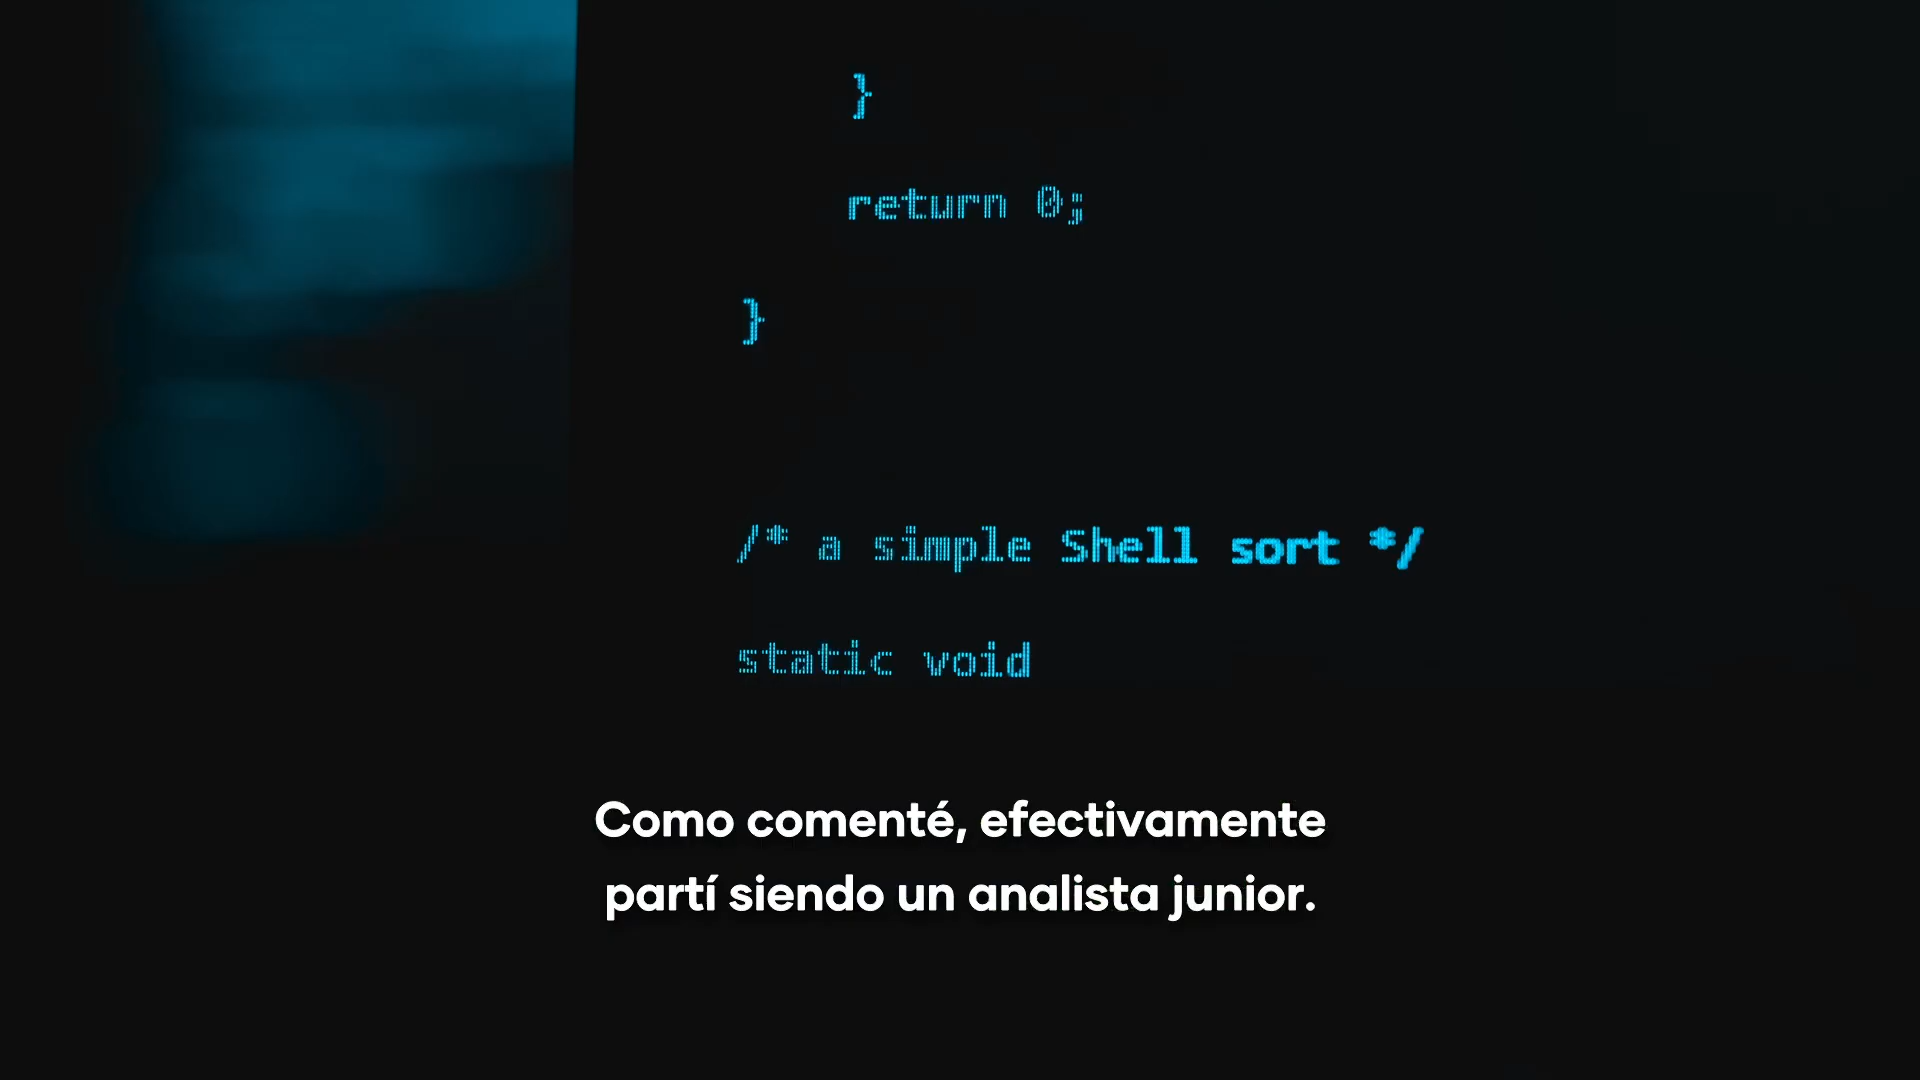 }
return 0;
}
/* a simple Shell sort */
static void
Como comenté, efectivamente
partí siendo un analista junior.